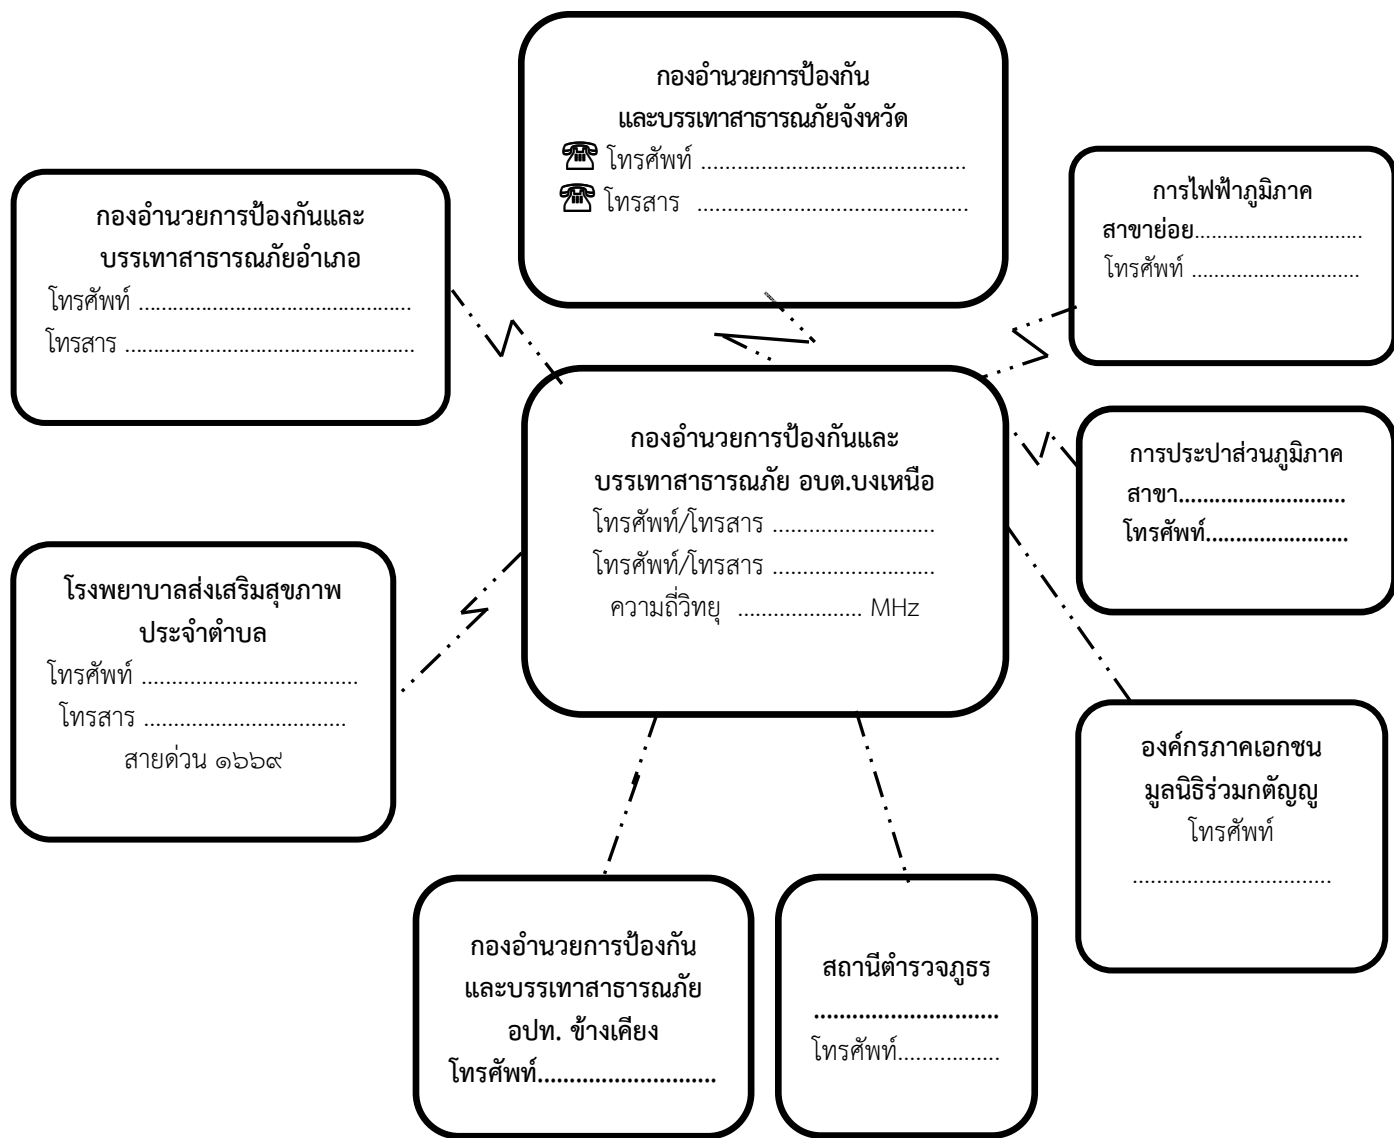 กองอำนวยการป้องกัน
และบรรเทาสาธารณภัยจังหวัด
☎ โทรศัพท์ ............................................
☎ โทรสาร .............................................
กองอำนวยการป้องกันและ
บรรเทาสาธารณภัยอำเภอ
โทรศัพท์ .............................................
โทรสาร ................................................
การไฟฟ้าภูมิภาค
สาขาย่อย............................
โทรศัพท์ ............................
กองอำนวยการป้องกันและ
บรรเทาสาธารณภัย อบต.บงเหนือ
โทรศัพท์/โทรสาร ...........................
โทรศัพท์/โทรสาร ...........................
ความถี่วิทยุ ..................... MHz
การประปาส่วนภูมิภาค
สาขา..........................
โทรศัพท์......................
โรงพยาบาลส่งเสริมสุขภาพ
ประจำตำบล
โทรศัพท์ ....................................
โทรสาร ..................................
สายด่วน ๑๖๖๙
องค์กรภาคเอกชน
มูลนิธิร่วมกตัญญู
โทรศัพท์
.................................
กองอำนวยการป้องกัน
และบรรเทาสาธารณภัย
อปท. ข้างเคียง
โทรศัพท์............................
สถานีตำรวจภูธร
.............................
โทรศัพท์.................